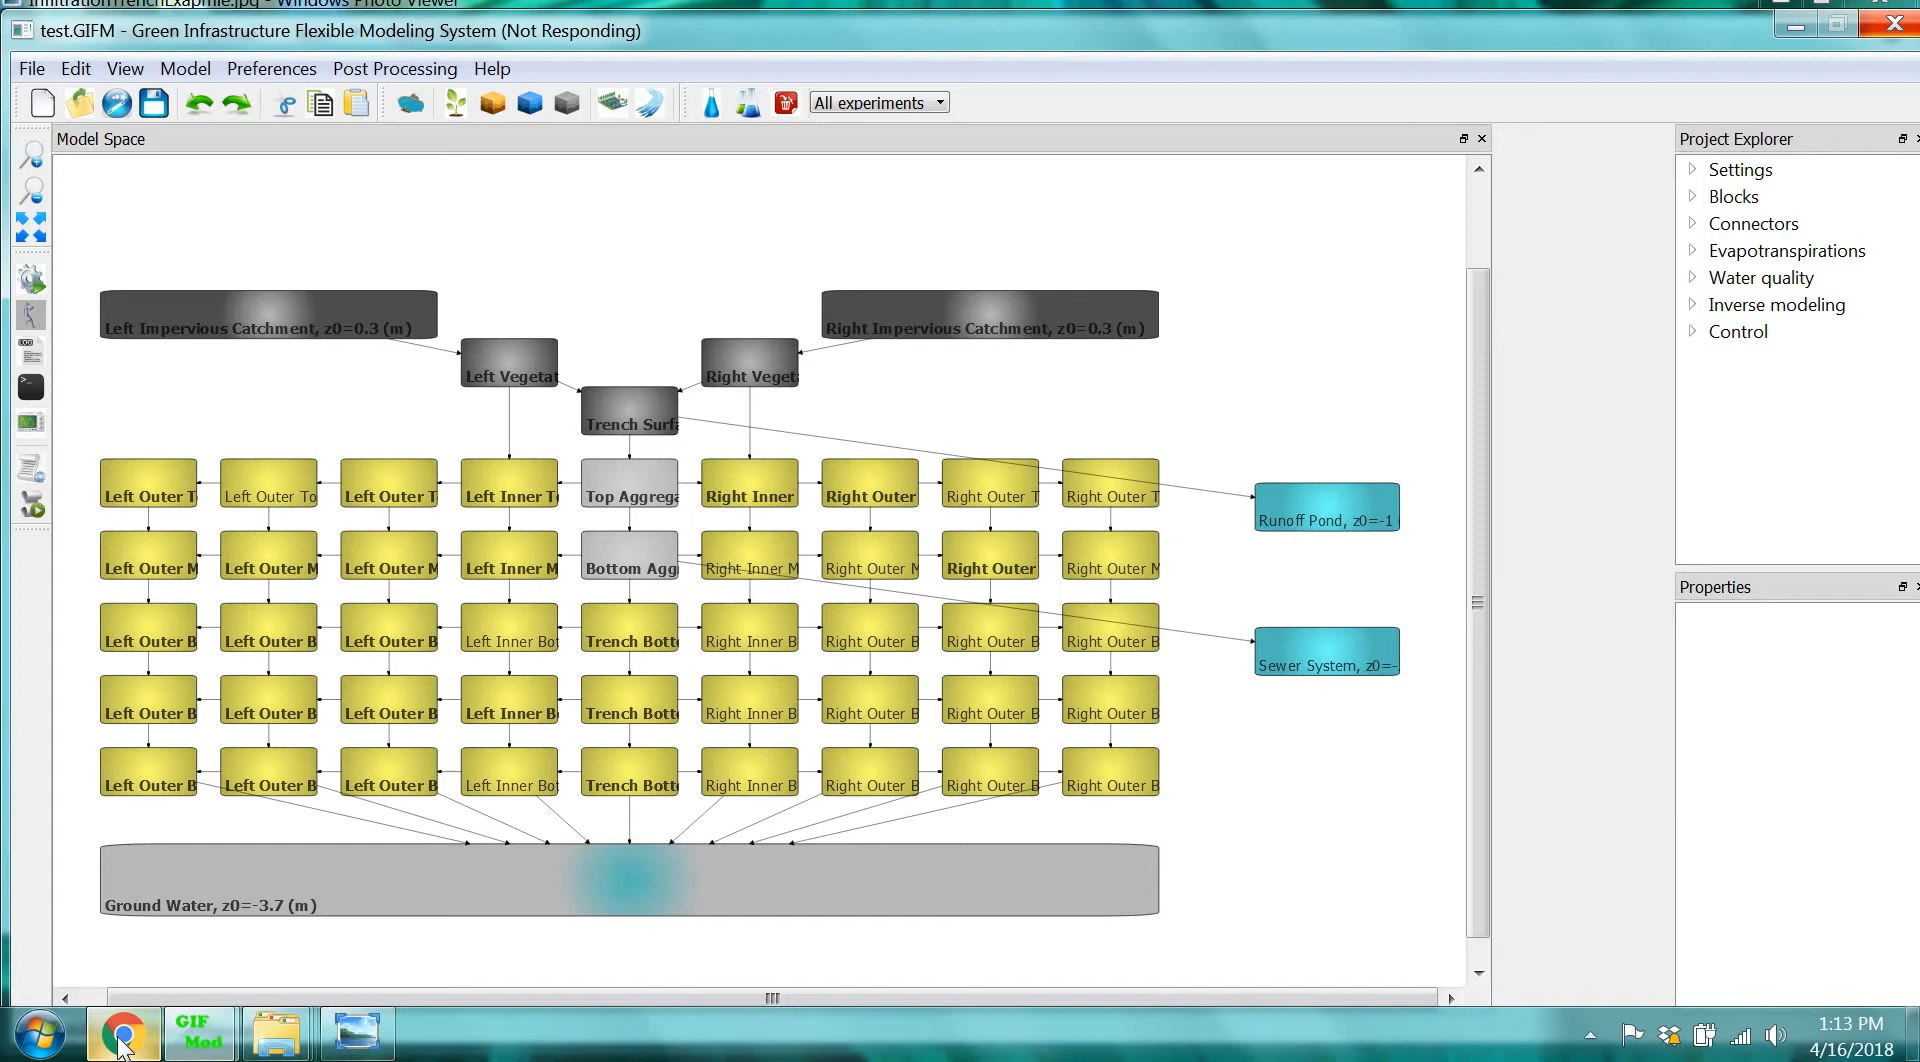 InfiltrationTrenchExapmle.jpg - Windows Photo Viewer
test.GIFM - Green Infrastructure Flexible Modeling System (Not Responding)
File Edit View Model Preferences Post Processing Help
All experiments
Model Space
Project Explorer
Settings
Blocks
Connectors
Evapotranspirations
Water quality
Inverse modeling
Control
Properties
Left Impervious Catchment, z0=0.3 (m)
Right Impervious Catchment, z0=0.3 (m)
Left Vegetat
Right Veget
Trench Surf
Left Outer T
Left Outer To
Left Outer T
Left Inner T
Top Aggrega
Right Inner
Right Outer
Right Outer T
Right Outer T
Runoff Pond, z0=-1
Left Outer M
Left Outer M
Left Outer M
Left Inner M
Bottom Agg
Right Inner M
Right Outer M
Right Outer
Right Outer M
Left Outer B
Left Outer B
Left Outer B
Left Inner Bot
Trench Bott
Right Inner B
Right Outer B
Right Outer B
Right Outer B
Sewer System, z0=-
Left Outer B
Left Outer B
Left Outer B
Left Inner B
Trench Bott
Right Inner B
Right Outer B
Right Outer B
Right Outer B
Left Outer B
Left Outer B
Left Outer B
Left Inner Bot
Trench Bott
Right Inner B
Right Outer B
Right Outer B
Right Outer B
Ground Water, z0=-3.7 (m)
LOG
GIF
Mod
1:13 PM
4/16/2018